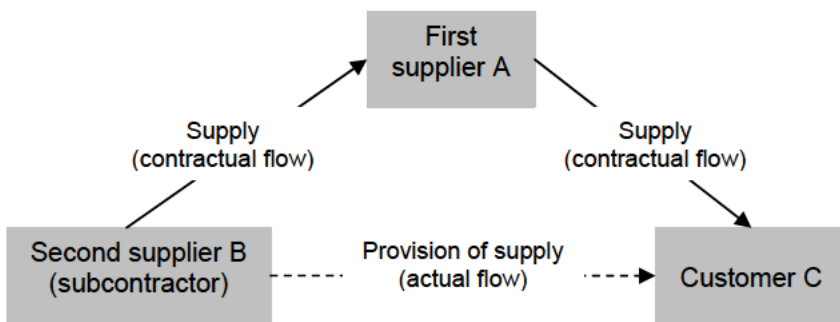 First
supplier A
Supply
(contractual flow)
Supply
(contractual flow)
Second supplier B
(subcontractor)
Provision of supply
(actual flow)
Customer C